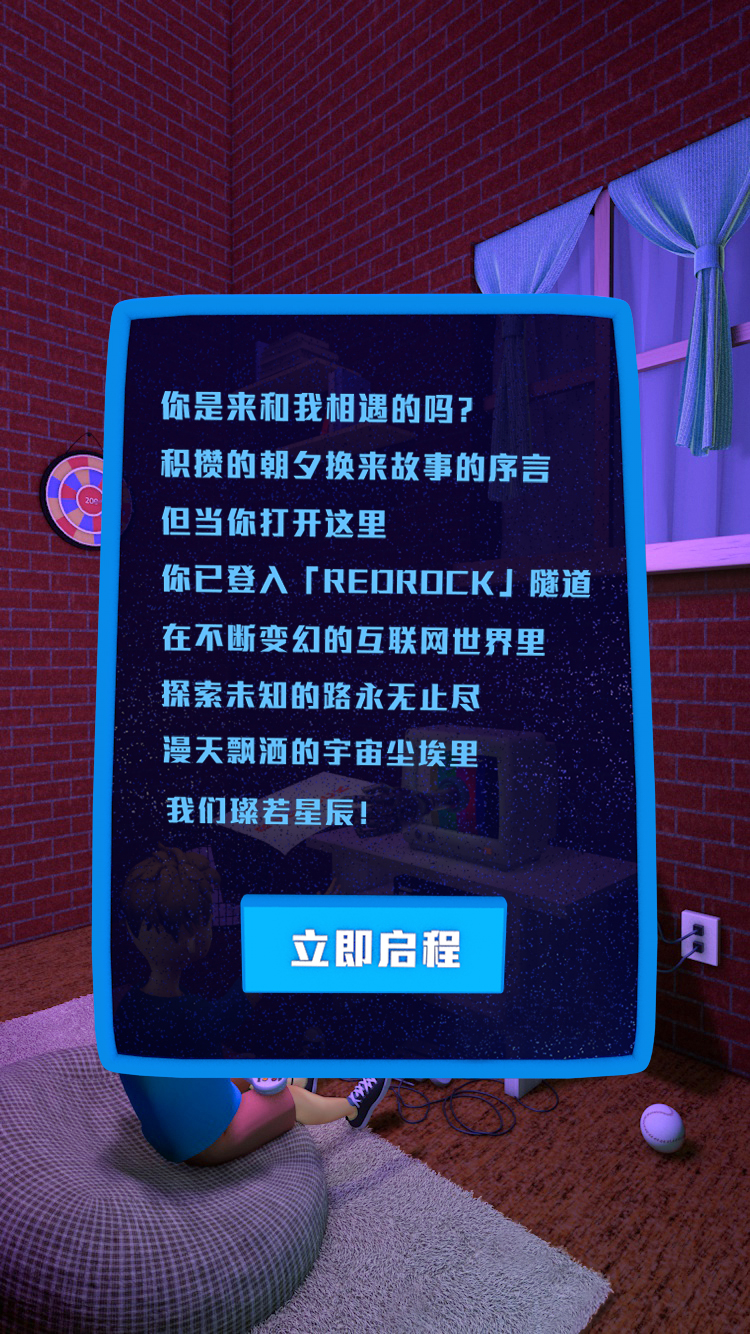 你是来和我相遇的吗?
积攒的朝夕换来故事的序言
但当你打开这里
你已登入「REDROCK」隧道
在不断变幻的互联网世界里
探索未知的路永无止尽
漫天飘洒的宇宙尘埃里
我们璨若星辰!
立即启程